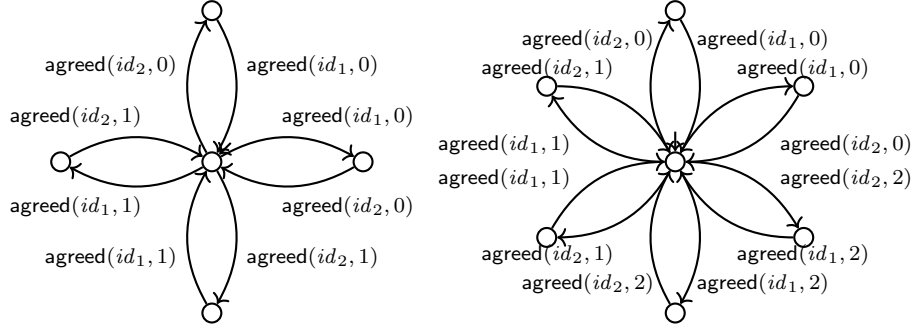 agreed(id₂, 0)
agreed(id₁, 0)
agreed(id₂, 1)
agreed(id₁, 0)
agreed(id₁, 1)
agreed(id₂, 0)
agreed(id₁, 1)
agreed(id₂, 1)
agreed(id₂, 0)
agreed(id₁, 0)
agreed(id₂, 1)
agreed(id₁, 0)
agreed(id₁, 1)
agreed(id₂, 0)
agreed(id₁, 1)
agreed(id₂, 2)
agreed(id₂, 1)
agreed(id₁, 2)
agreed(id₂, 2)
agreed(id₁, 2)